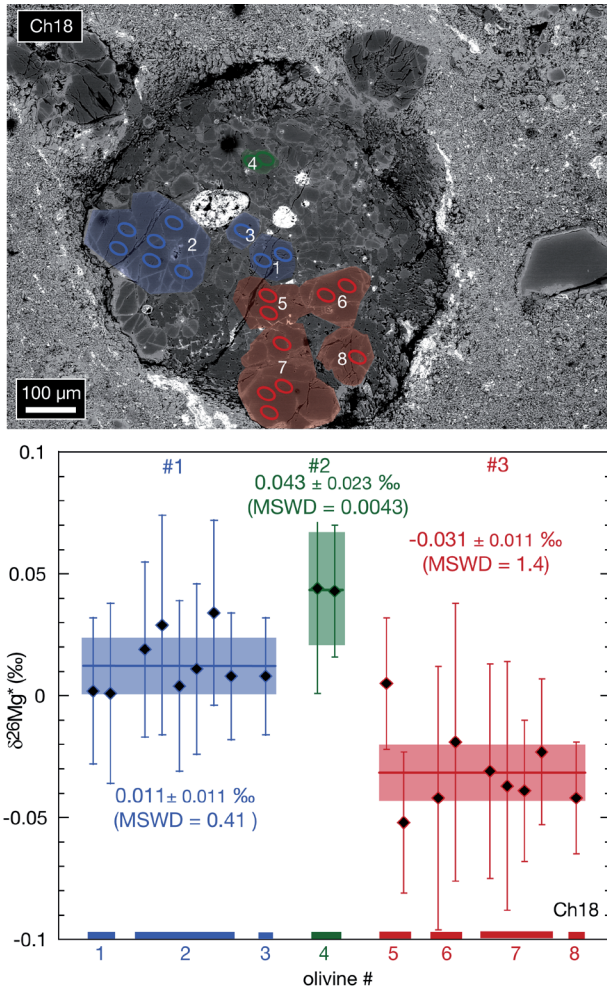 Ch18
4
3
2
1
5
6
8
7
100 µm
0.1
#1
#2
#3
0.043 ± 0.023 ‰
(MSWD = 0.0043)
-0.031 ± 0.011 ‰
(MSWD = 1.4)
0.05
δ26Mg* (‰)
0
0.011± 0.011 ‰
(MSWD = 0.41 )
-0.05
Ch18
-0.1
1 2 3 4 5 6 7 8
olivine #